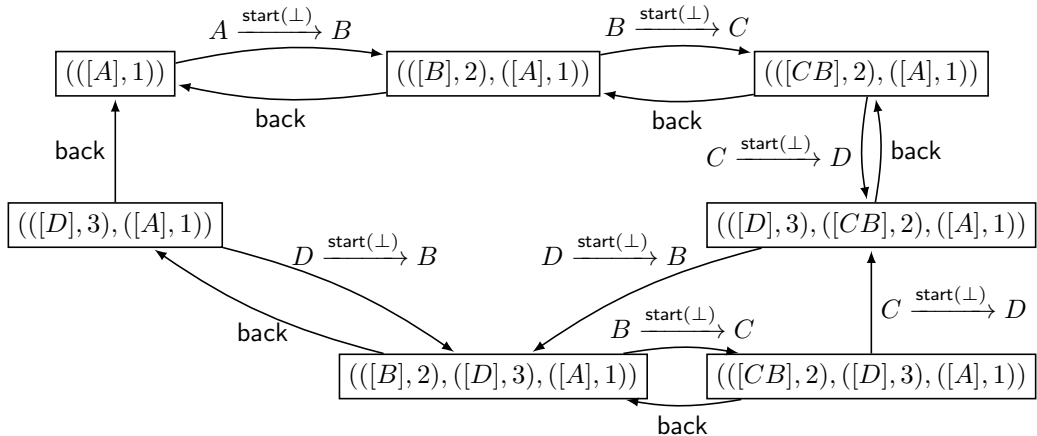 A start(⊥)⟶ B
B start(⊥)⟶ C
(([A],1))
(([B],2),([A],1))
(([CB],2),([A],1))
back
back
back
C start(⊥)⟶ D
back
(([D],3),([A],1))
(([D],3),([CB],2),([A],1))
D start(⊥)⟶ B
D start(⊥)⟶ B
C start(⊥)⟶ D
back
B start(⊥)⟶ C
(([B],2),([D],3),([A],1))
(([CB],2),([D],3),([A],1))
back